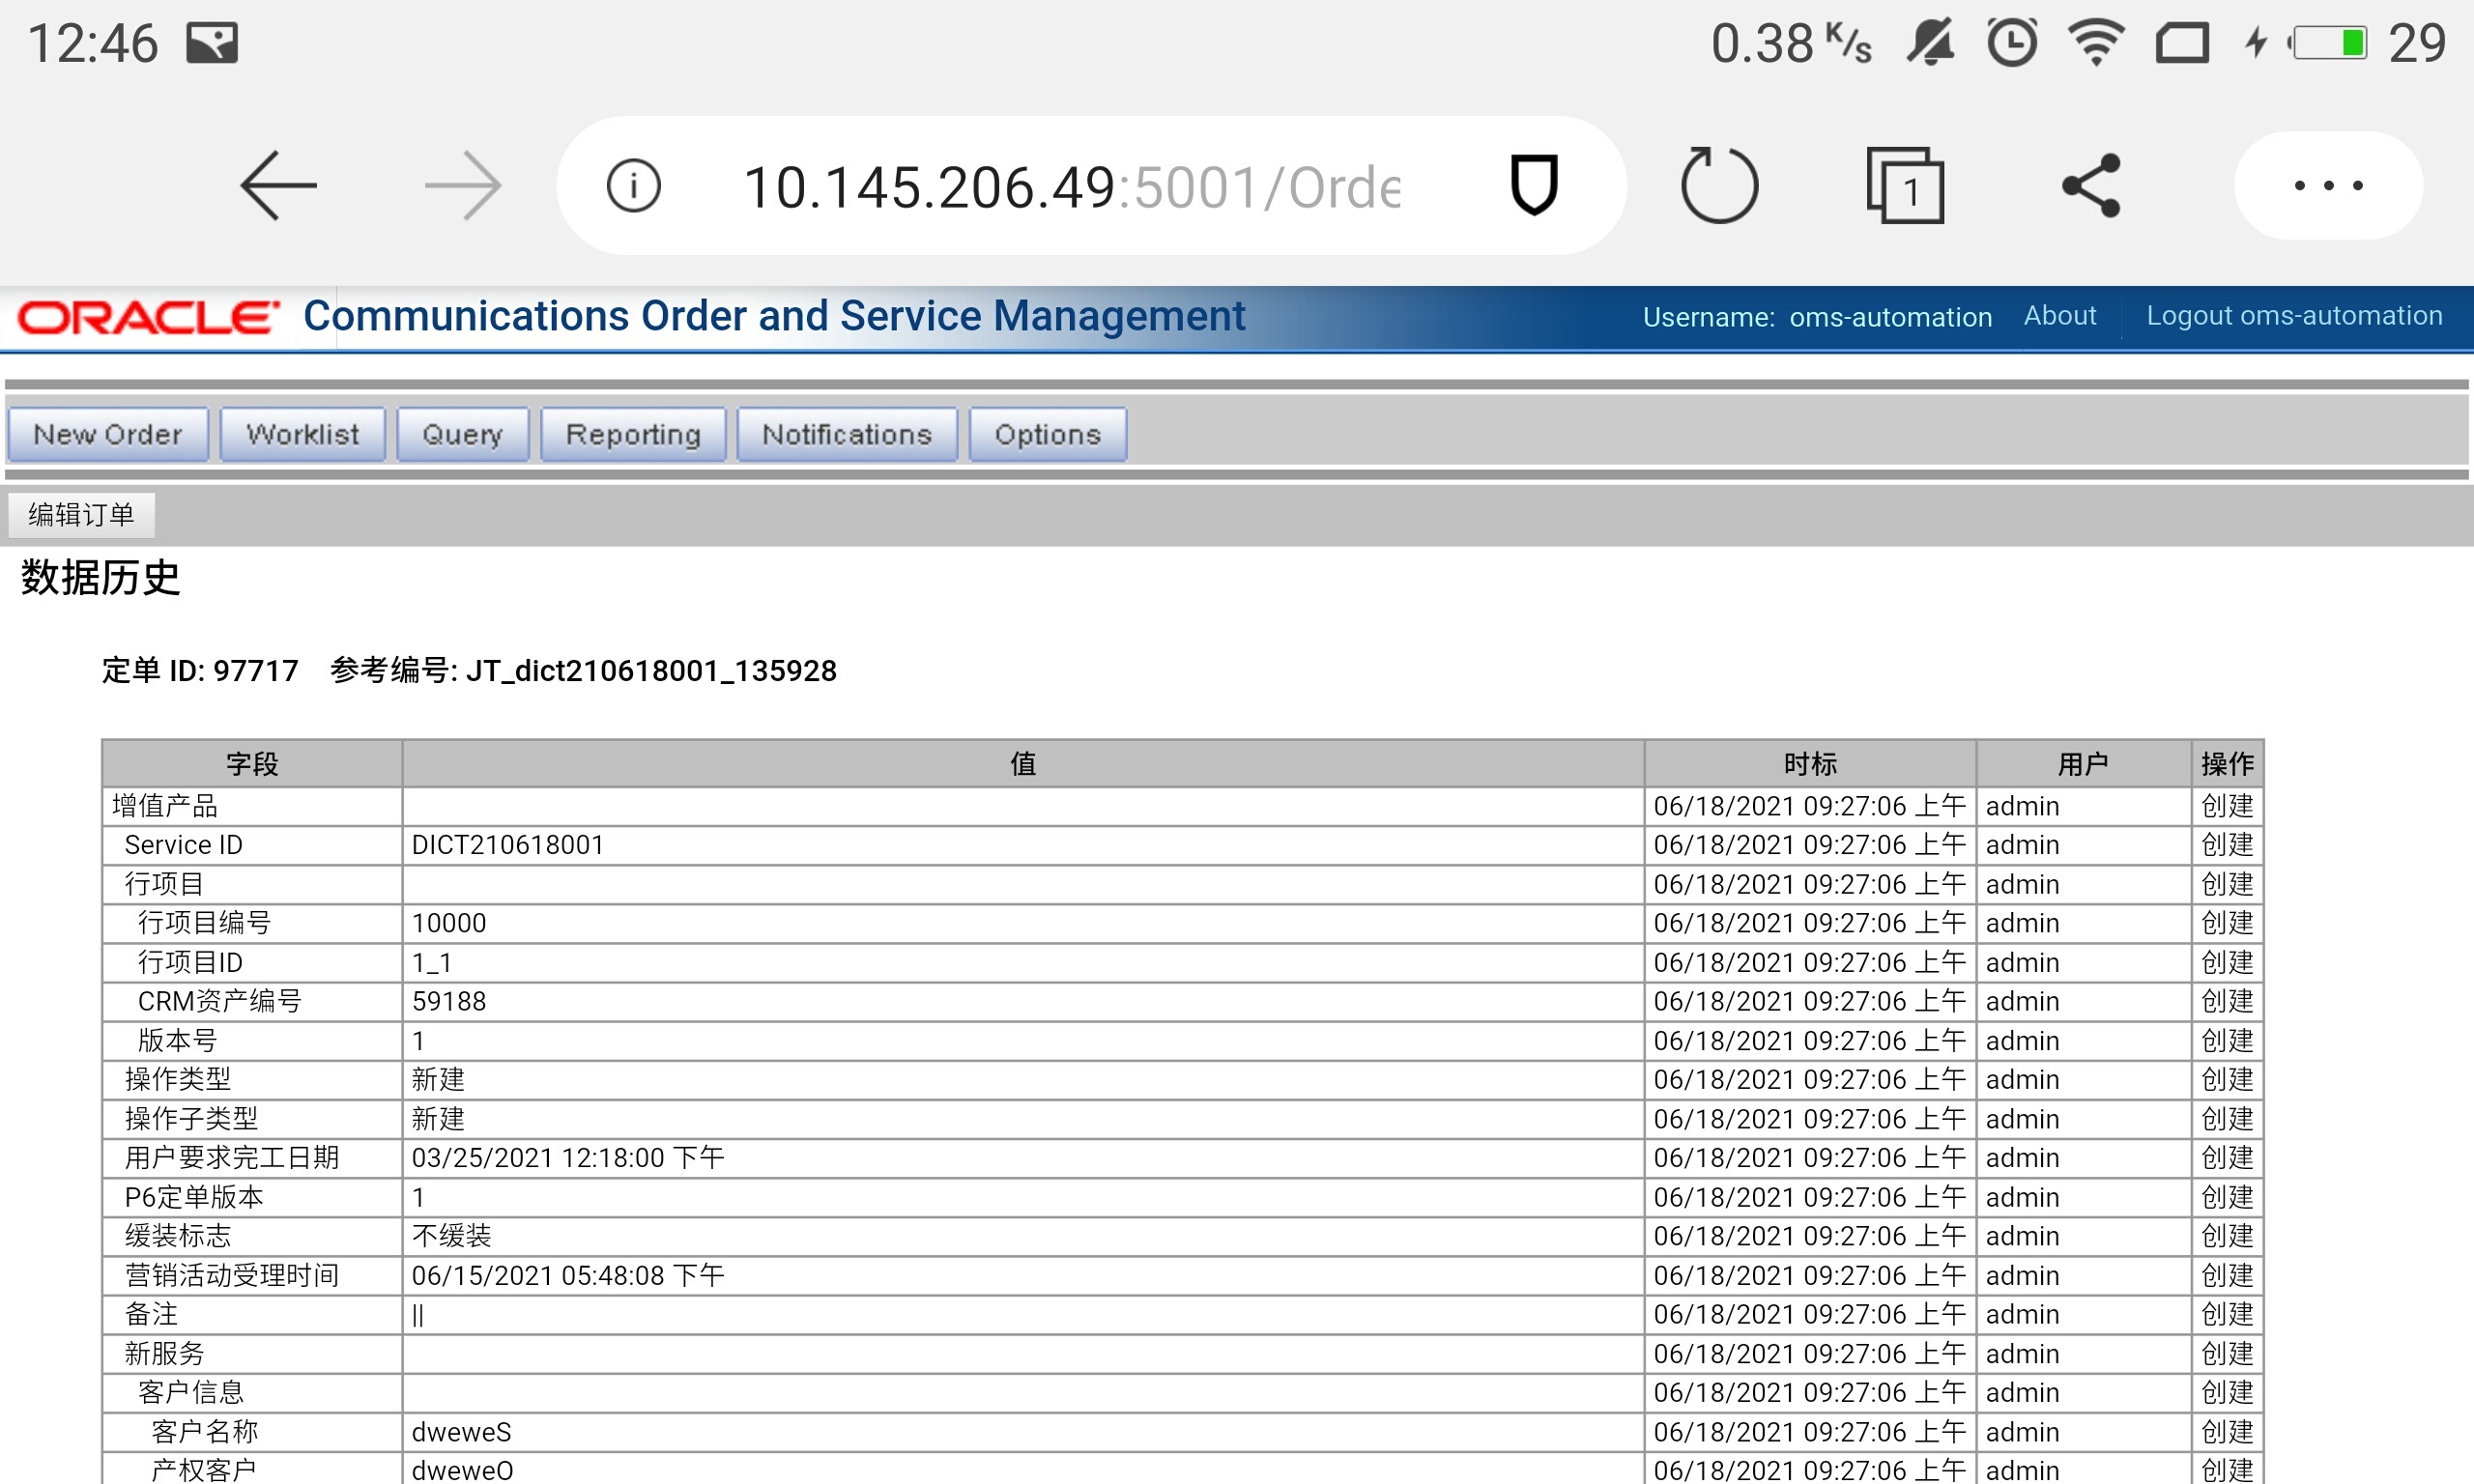 12:46 0.38 K/s 29
10.145.206.49:5001/Orde 1
ORACLE Communications Order and Service Management Username: oms-automation About Logout oms-automation
New Order Worklist Query Reporting Notifications Options
编辑订单
数据历史
定单 ID: 97717 参考编号: JT_dict210618001_135928
字段 值 时标 用户 操作
增值产品 06/18/2021 09:27:06 上午 admin 创建
Service ID DICT210618001 06/18/2021 09:27:06 上午 admin 创建
行项目 06/18/2021 09:27:06 上午 admin 创建
行项目编号 10000 06/18/2021 09:27:06 上午 admin 创建
行项目ID 1_1 06/18/2021 09:27:06 上午 admin 创建
CRM资产编号 59188 06/18/2021 09:27:06 上午 admin 创建
版本号 1 06/18/2021 09:27:06 上午 admin 创建
操作类型 新建 06/18/2021 09:27:06 上午 admin 创建
操作子类型 新建 06/18/2021 09:27:06 上午 admin 创建
用户要求完工日期 03/25/2021 12:18:00 下午 06/18/2021 09:27:06 上午 admin 创建
P6定单版本 1 06/18/2021 09:27:06 上午 admin 创建
缓装标志 不缓装 06/18/2021 09:27:06 上午 admin 创建
营销活动受理时间 06/15/2021 05:48:08 下午 06/18/2021 09:27:06 上午 admin 创建
备注 || 06/18/2021 09:27:06 上午 admin 创建
新服务 06/18/2021 09:27:06 上午 admin 创建
客户信息 06/18/2021 09:27:06 上午 admin 创建
客户名称 dweweS 06/18/2021 09:27:06 上午 admin 创建
产权客户 dweweO 06/18/2021 09:27:06 上午 admin 创建